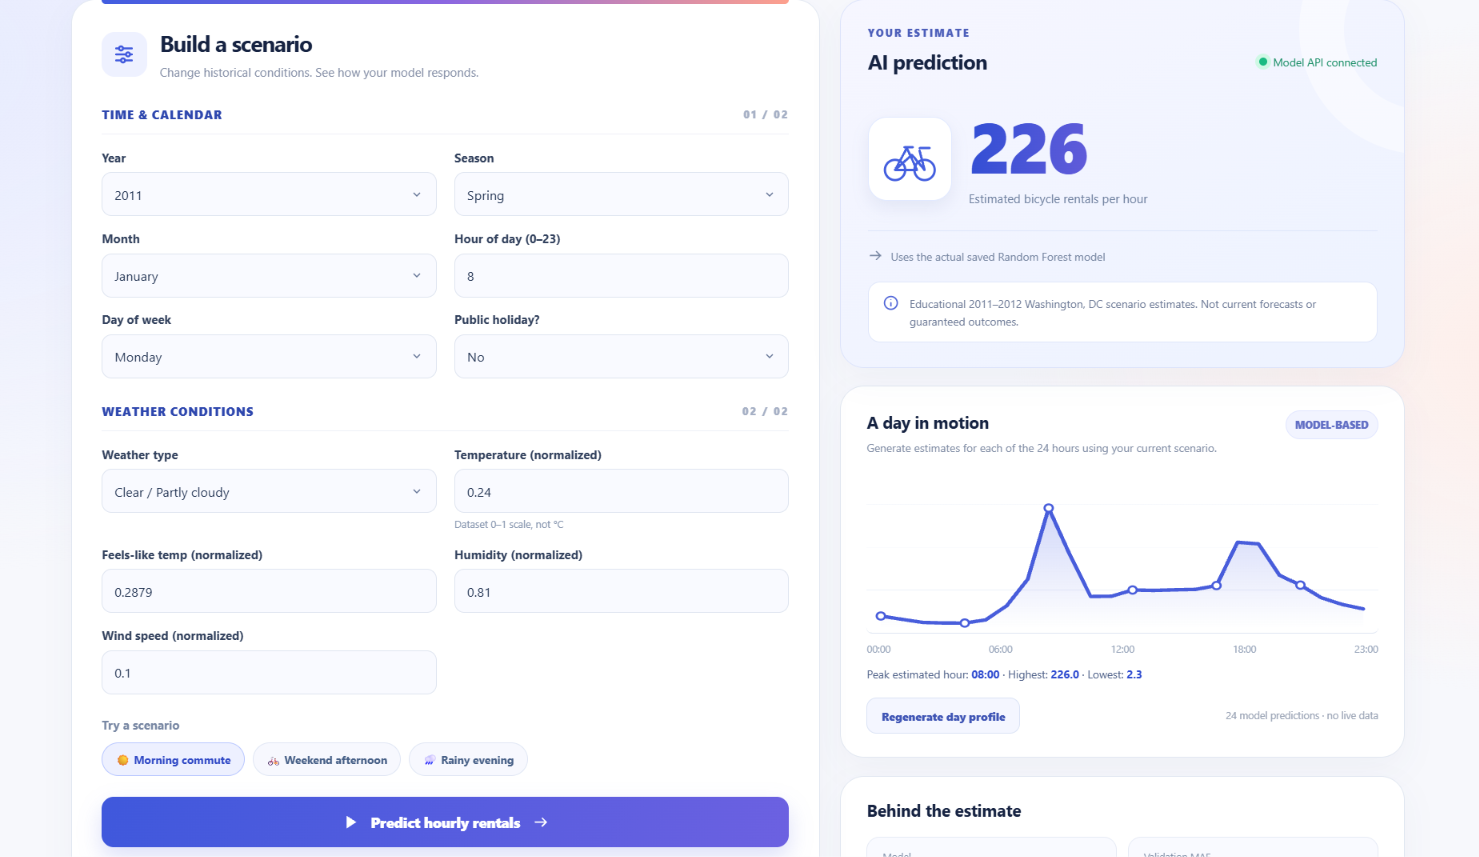 Build a scenario
Change historical conditions. See how your model responds.
TIME & CALENDAR
01 / 02
Year
Season
2011
Spring
Month
Hour of day (0–23)
January
8
Day of week
Public holiday?
Monday
No
WEATHER CONDITIONS
02 / 02
Weather type
Temperature (normalized)
Clear / Partly cloudy
0.24
Dataset 0–1 scale, not °C
Feels-like temp (normalized)
Humidity (normalized)
0.2879
0.81
Wind speed (normalized)
0.1
Try a scenario
Morning commute
Weekend afternoon
Rainy evening
Predict hourly rentals
YOUR ESTIMATE
AI prediction
Model API connected
226
Estimated bicycle rentals per hour
Uses the actual saved Random Forest model
Educational 2011–2012 Washington, DC scenario estimates. Not current forecasts or
guaranteed outcomes.
A day in motion
MODEL-BASED
Generate estimates for each of the 24 hours using your current scenario.
00:00
06:00
12:00
18:00
23:00
Peak estimated hour: 08:00 · Highest: 226.0 · Lowest: 2.3
Regenerate day profile
24 model predictions · no live data
Behind the estimate
Model
Validation MAE